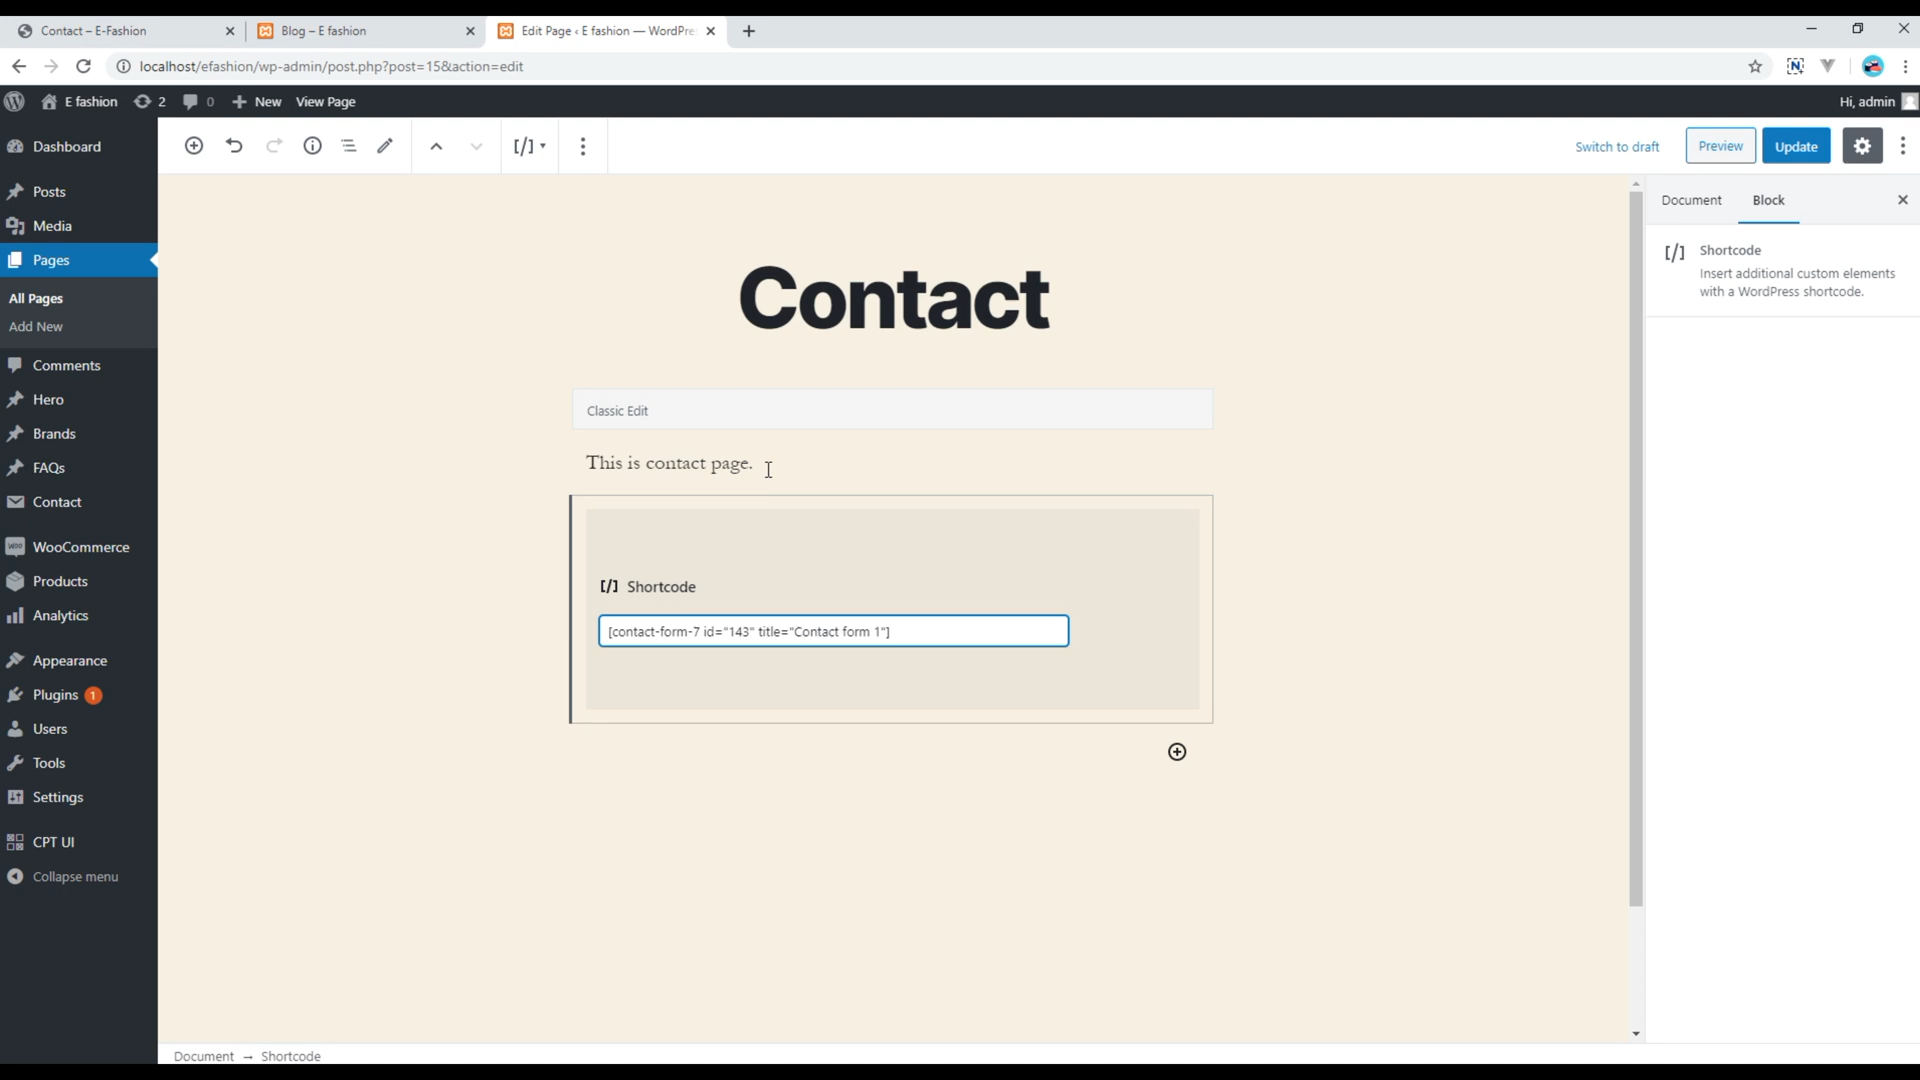 Contact – E-Fashion
Blog – E fashion
Edit Page ‹ E fashion — WordPre
localhost/efashion/wp-admin/post.php?post=15&action=edit
E fashion 2 0 New View Page Hi, admin
Switch to draft Preview Update
Dashboard
Posts
Media
Pages
All Pages
Add New
Comments
Hero
Brands
FAQs
Contact
WooCommerce
Products
Analytics
Appearance
Plugins 1
Users
Tools
Settings
CPT UI
Collapse menu
Contact
Classic Edit
This is contact page.
[/] Shortcode
[contact-form-7 id="143" title="Contact form 1"]
Document Block
[/] Shortcode
Insert additional custom elements
with a WordPress shortcode.
Document → Shortcode